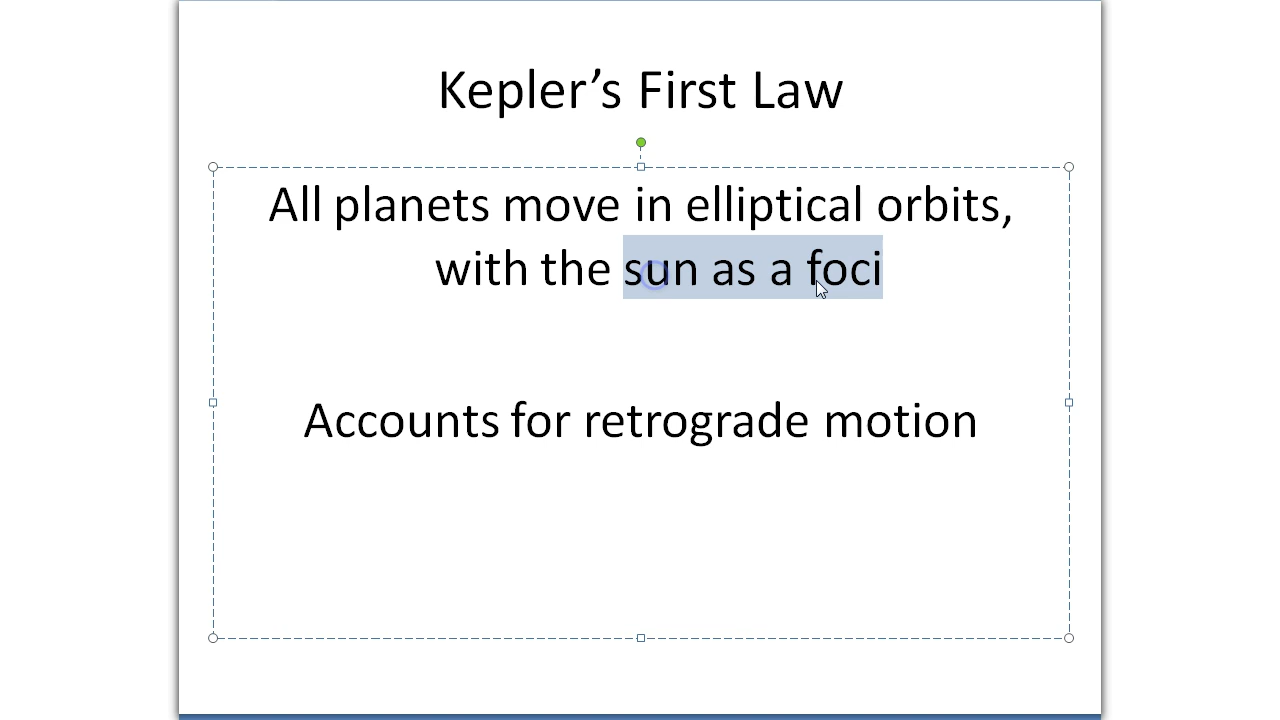 Kepler’s First Law
All planets move in elliptical orbits,
with the sun as a foci
Accounts for retrograde motion